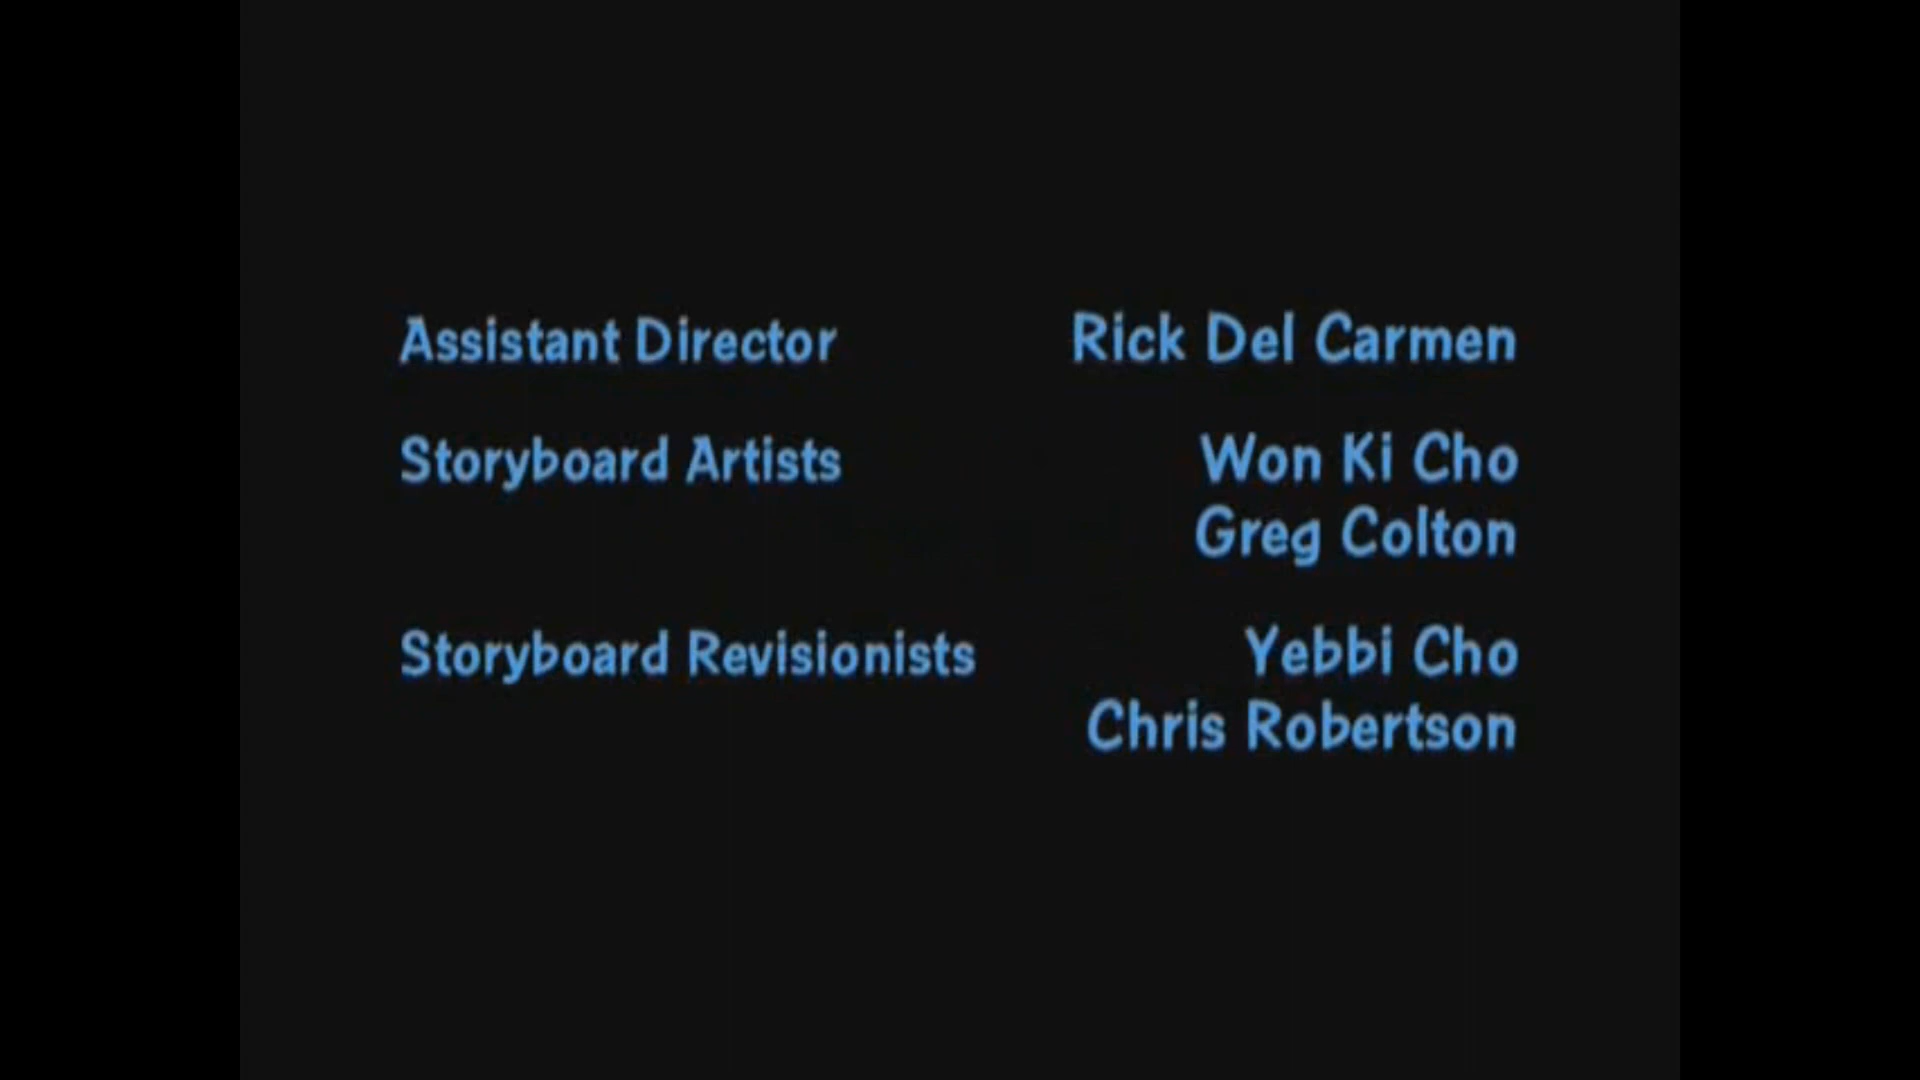 Assistant Director Rick Del Carmen
Storyboard Artists Won Ki Cho
Greg Colton
Storyboard Revisionists Yebbi Cho
Chris Robertson